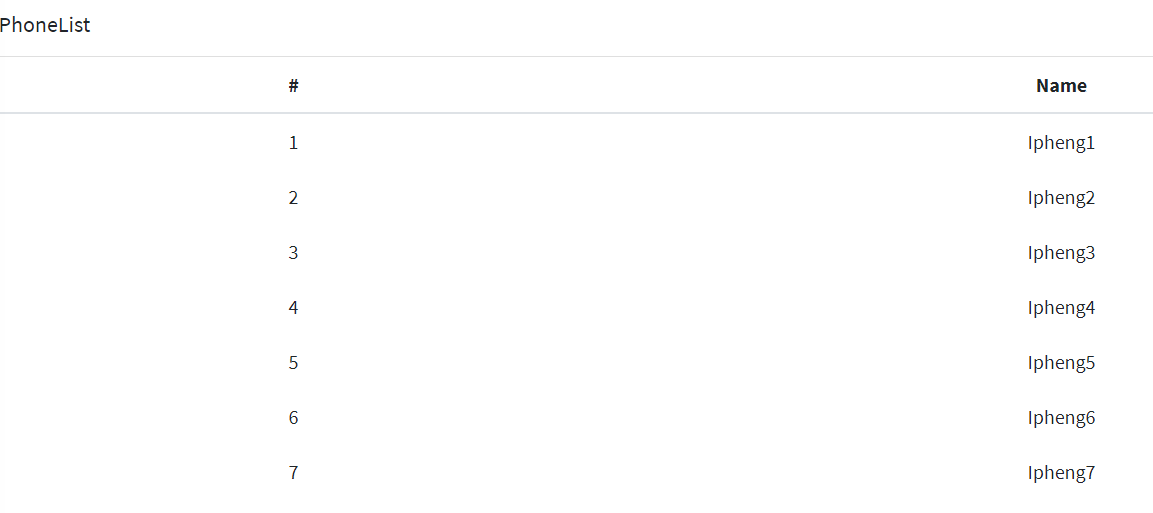 PhoneList
# Name
1 Ipheng1
2 Ipheng2
3 Ipheng3
4 Ipheng4
5 Ipheng5
6 Ipheng6
7 Ipheng7